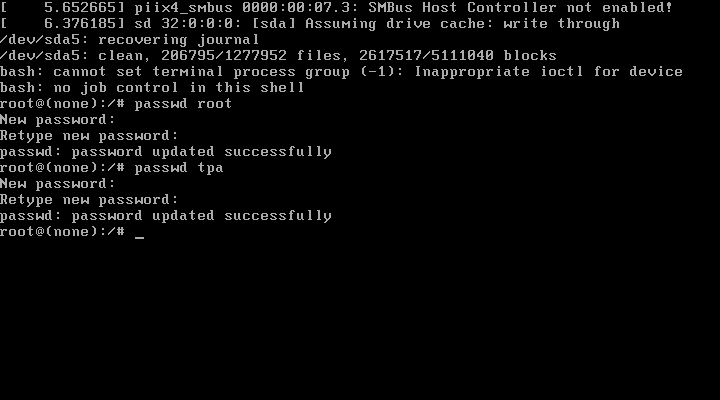 [    5.652665] piix4_smbus 0000:00:07.3: SMBus Host Controller not enabled!
[    6.376185] sd 32:0:0:0: [sda] Assuming drive cache: write through
/dev/sda5: recovering journal
/dev/sda5: clean, 206795/1277952 files, 2617517/5111040 blocks
bash: cannot set terminal process group (-1): Inappropriate ioctl for device
bash: no job control in this shell
root@(none):/# passwd root
New password:
Retype new password:
passwd: password updated successfully
root@(none):/# passwd tpa
New password:
Retype new password:
passwd: password updated successfully
root@(none):/# _